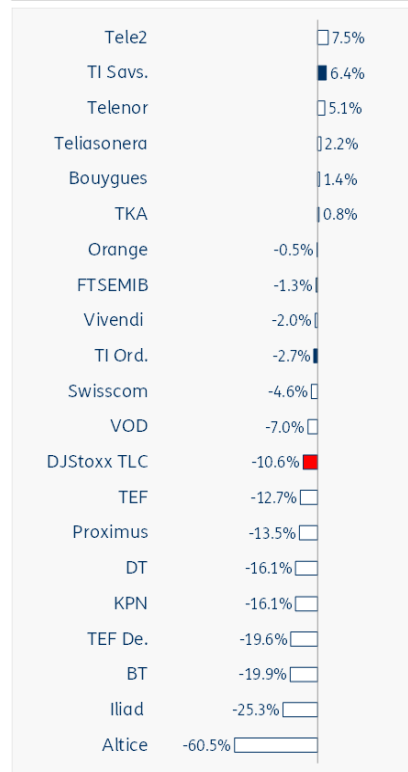 Tele2 7.5%
TI Savs. 6.4%
Telenor 5.1%
Teliasonera 2.2%
Bouygues 1.4%
TKA 0.8%
Orange -0.5%
FTSEMIB -1.3%
Vivendi -2.0%
TI Ord. -2.7%
Swisscom -4.6%
VOD -7.0%
DJStoxx TLC -10.6%
TEF -12.7%
Proximus -13.5%
DT -16.1%
KPN -16.1%
TEF De. -19.6%
BT -19.9%
Iliad -25.3%
Altice -60.5%